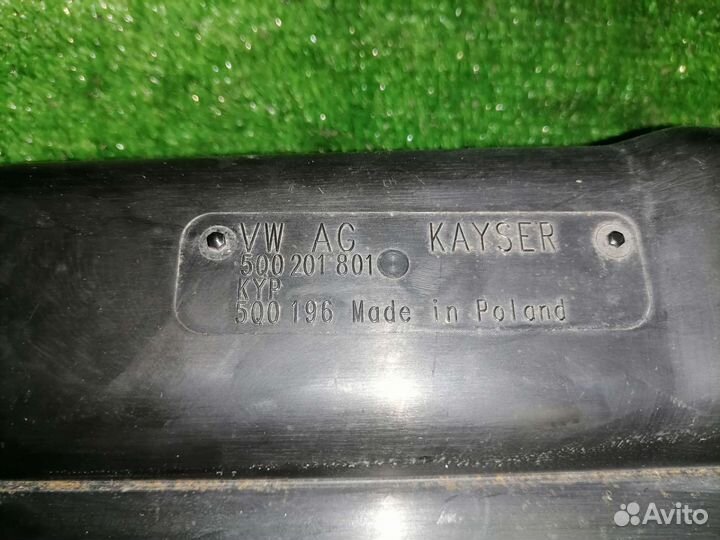 VW AG KAYSER
5Q0 201 801
KYP
5Q0 196 Made in Poland
Avito